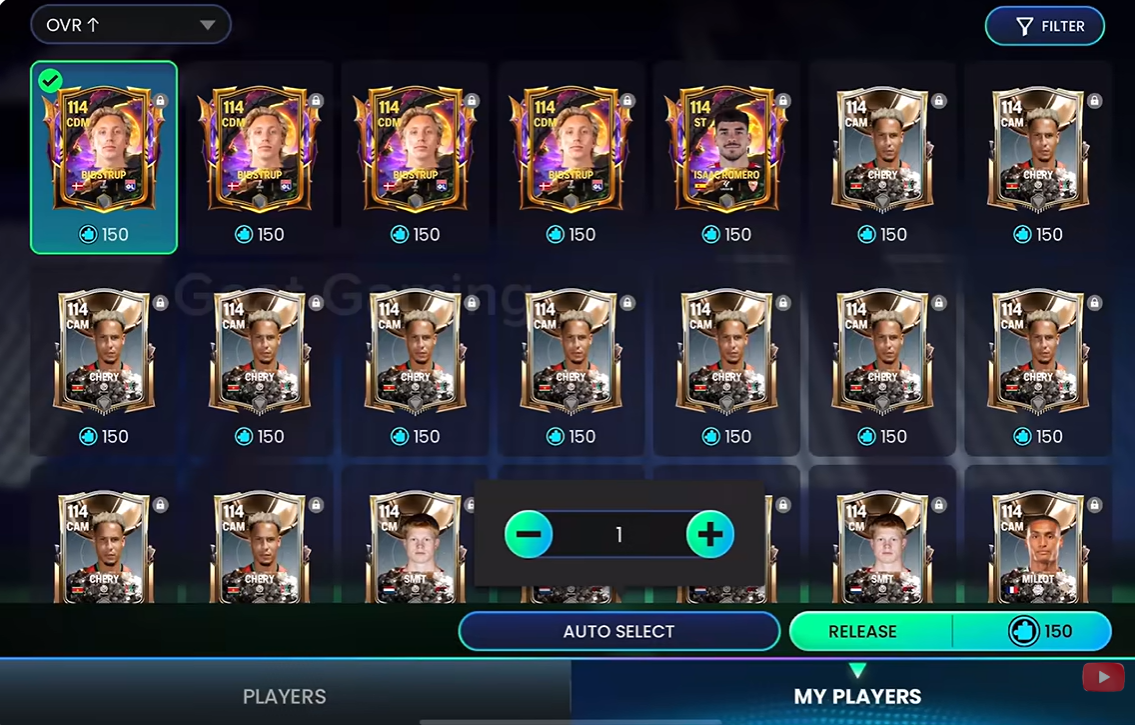 OVR ↑
FILTER
114 CDM BIDSTRUP 150
114 CDM BIDSTRUP 150
114 CDM BIDSTRUP 150
114 CDM BIDSTRUP 150
114 ST ISAAC ROMERO 150
114 CAM CHERY 150
114 CAM CHERY 150
Goat Gaming
114 CAM CHERY 150
114 CAM CHERY 150
114 CAM CHERY 150
114 CAM CHERY 150
114 CAM CHERY 150
114 CAM CHERY 150
114 CAM CHERY 150
114 CAM CHERY
114 CAM CHERY
114 CM SMIT
114 CM SMIT
114 CAM MILLOT
1
AUTO SELECT
RELEASE 150
PLAYERS
MY PLAYERS